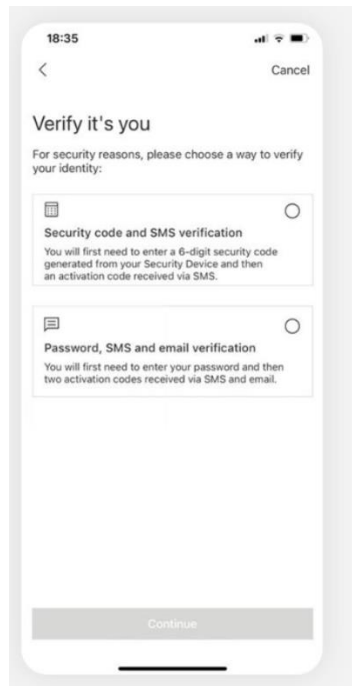 18:35
Cancel
Verify it's you
For security reasons, please choose a way to verify
your identity:
Security code and SMS verification
You will first need to enter a 6-digit security code
generated from your Security Device and then
an activation code received via SMS.
Password, SMS and email verification
You will first need to enter your password and then
two activation codes received via SMS and email.
Continue